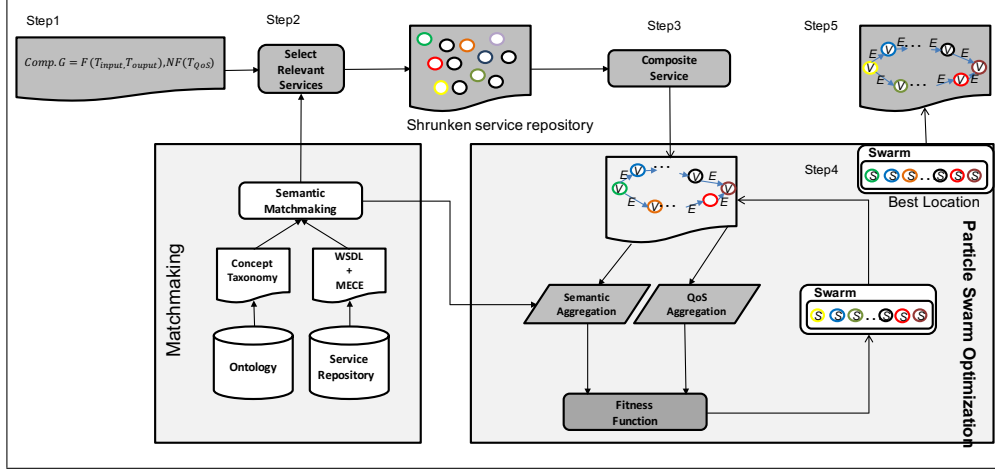 Step1
Step2
Step3
Step5
Comp. G = F(T_input,T_ouput),NF(T_QoS)
Select
Relevant
Services
Composite
Service
E
V
E
...
V
E
V
V
E
V
...
E
V
E
Shrunken service repository
Matchmaking
Semantic
Matchmaking
Concept
Taxonomy
WSDL
+
MECE
Ontology
Service
Repository
Step4
Swarm
S S S .. S S S
Best Location
E
V
...
E
V
E
V
V
E
V
...
E
E
Semantic
Aggregation
QoS
Aggregation
Swarm
S S S .. S S S
Fitness
Function
Particle Swarm Optimization